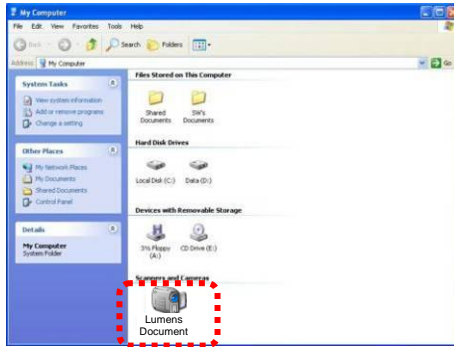 My Computer
File Edit View Favorites Tools Help
Back Search Folders
Address My Computer Go
System Tasks
View system information
Add or remove programs
Change a setting
Other Places
My Network Places
My Documents
Shared Documents
Control Panel
Details
My Computer
System Folder
Files Stored on This Computer
Shared Documents
SW's Documents
Hard Disk Drives
Local Disk (C:) Data (D:)
Devices with Removable Storage
3½ Floppy (A:)
CD Drive (E:)
Scanners and Cameras
Lumens
Document